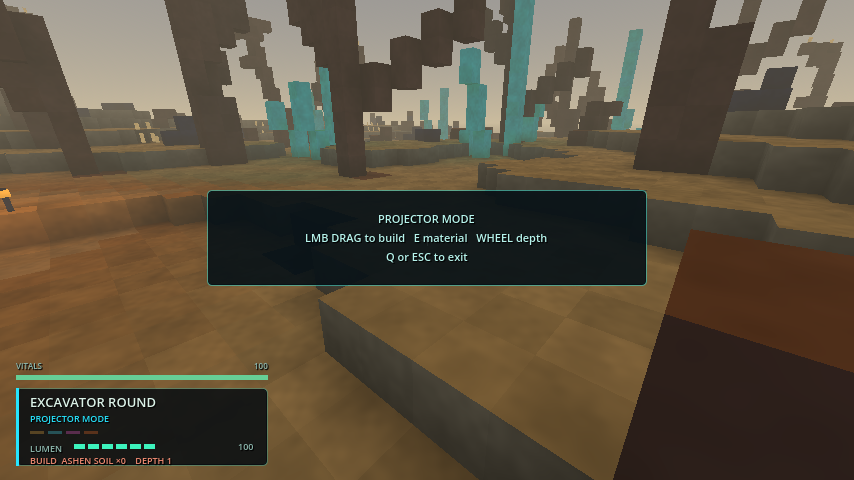 PROJECTOR MODE
LMB DRAG to build E material WHEEL depth
Q or ESC to exit
VITALS 100
EXCAVATOR ROUND
PROJECTOR MODE
LUMEN 100
BUILD ASHEN SOIL ×0 DEPTH 1